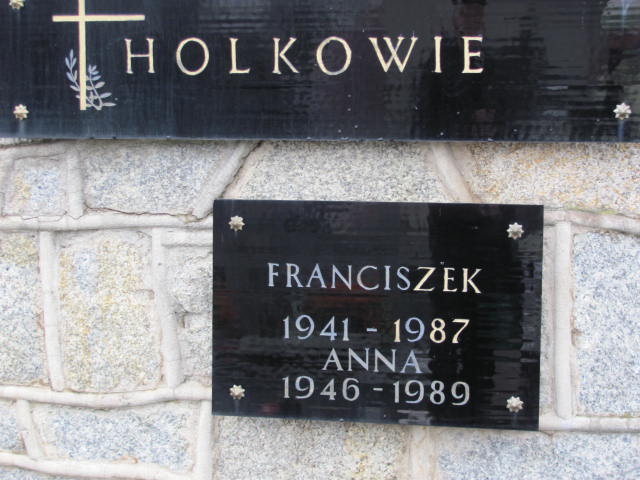 HOLKOWIE
FRANCISZEK
1941 - 1987
ANNA
1946 - 1989